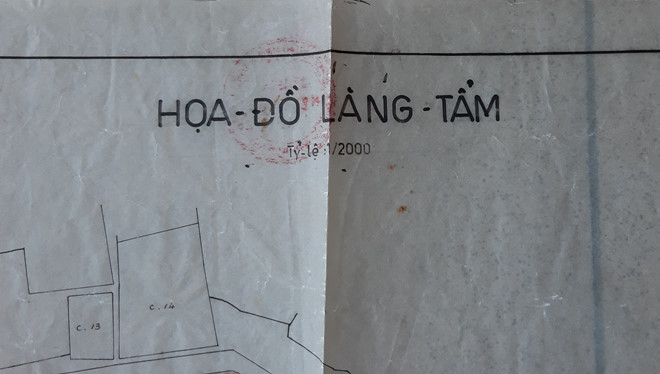 HỌA-ĐỒ LĂNG-TẨM
Tỷ-lệ :1/2000
C.14
C.13